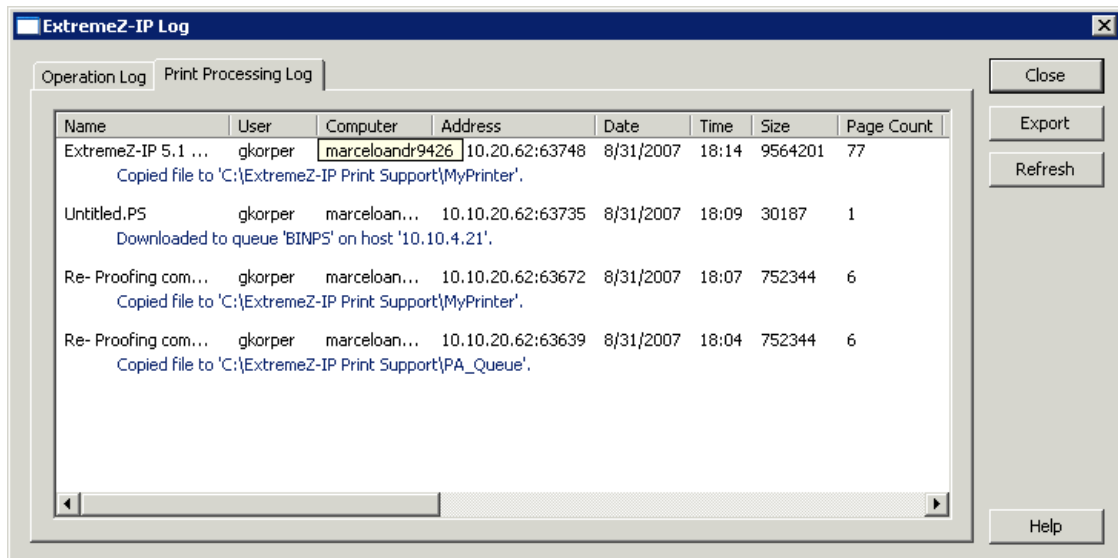 ExtremeZ-IP Log
Operation Log Print Processing Log
Close
Export
Refresh
Name User Computer Address Date Time Size Page Count
ExtremeZ-IP 5.1 ... gkorper marceloandr9426 10.20.62:63748 8/31/2007 18:14 9564201 77
Copied file to 'C:\ExtremeZ-IP Print Support\MyPrinter'.
Untitled.PS gkorper marceloan... 10.10.20.62:63735 8/31/2007 18:09 30187 1
Downloaded to queue 'BINPS' on host '10.10.4.21'.
Re- Proofing com... gkorper marceloan... 10.10.20.62:63672 8/31/2007 18:07 752344 6
Copied file to 'C:\ExtremeZ-IP Print Support\MyPrinter'.
Re- Proofing com... gkorper marceloan... 10.10.20.62:63639 8/31/2007 18:04 752344 6
Copied file to 'C:\ExtremeZ-IP Print Support\PA_Queue'.
Help